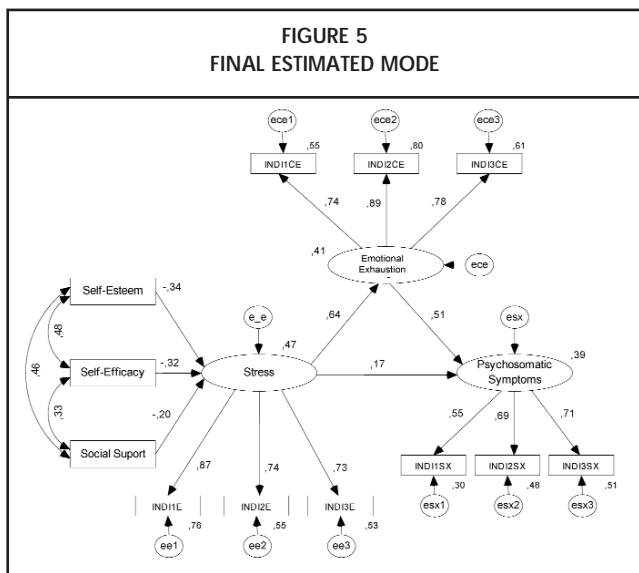 FIGURE 5
FINAL ESTIMATED MODE
ece1
ece2
ece3
,55
,80
,61
INDI1CE
INDI2CE
INDI3CE
,74
,89
,78
,41
Emotional
Exhaustion
ece
Self-Esteem
-,34
e_e
,64
,51
esx
,48
,47
,39
,46
Self-Efficacy
-,32
Stress
,17
Psychosomatic
Symptoms
,33
-,20
Social Suport
,55
,69
,71
,87
,74
,73
INDI1SX
INDI2SX
INDI3SX
,30
,48
,51
INDI1E
INDI2E
INDI3E
esx1
esx2
esx3
,76
,55
,53
ee1
ee2
ee3